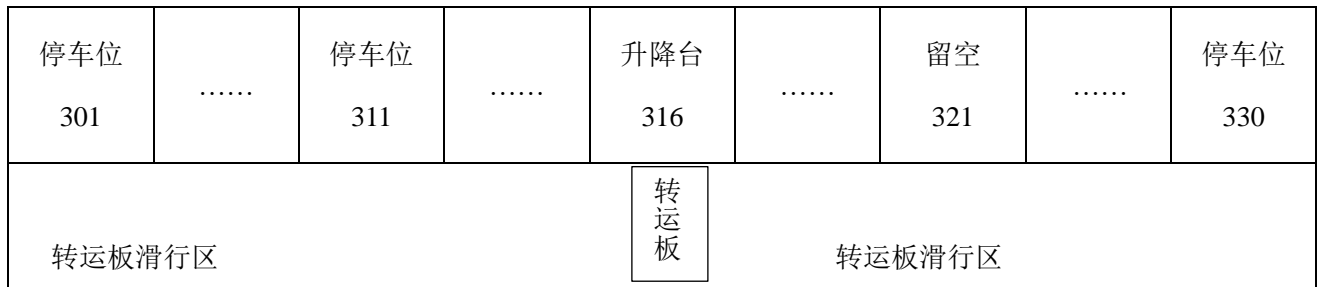 停车位 …… 停车位 …… 升降台 …… 留空 …… 停车位
301 311 316 321 330
转运板
转运板滑行区 转运板滑行区